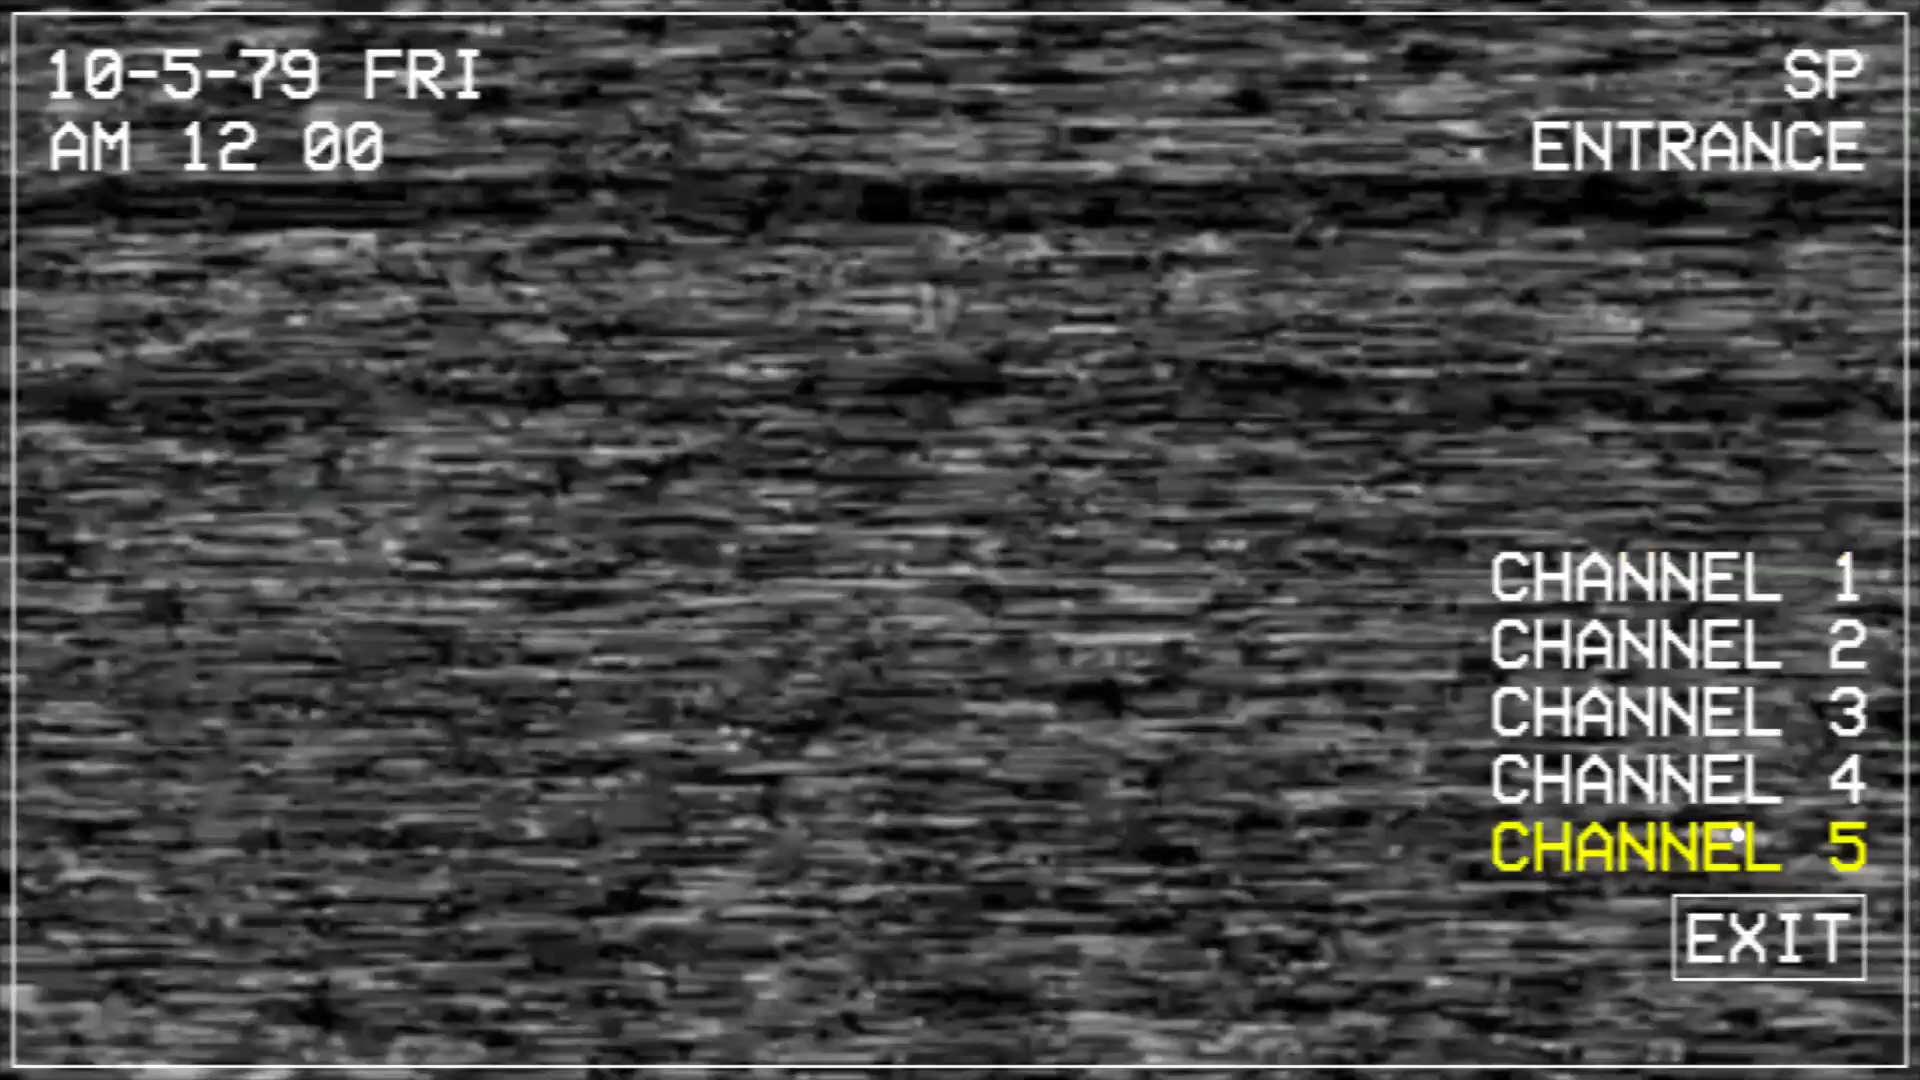 10-5-79 FRI
AM 12 00
SP
ENTRANCE
CHANNEL 1
CHANNEL 2
CHANNEL 3
CHANNEL 4
CHANNEL 5
EXIT